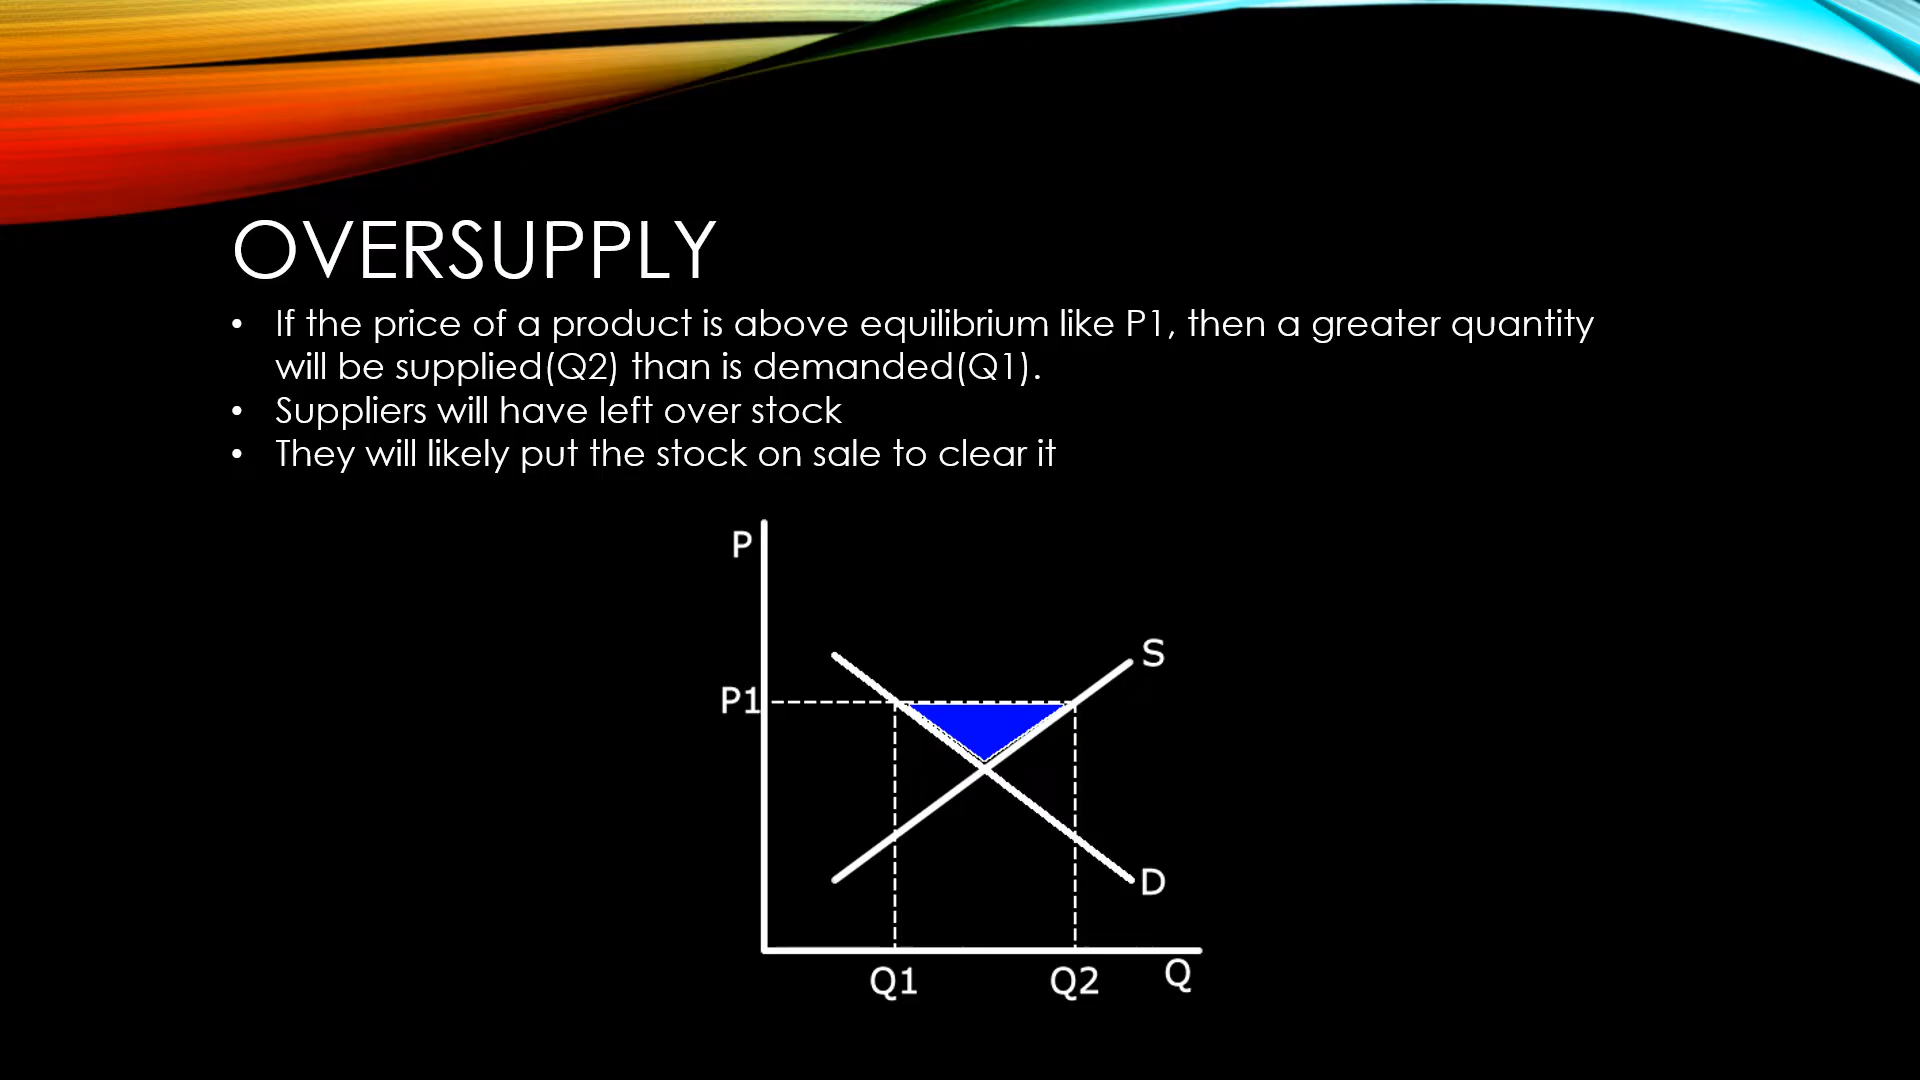 OVERSUPPLY
• If the price of a product is above equilibrium like P1, then a greater quantity
will be supplied(Q2) than is demanded(Q1).
• Suppliers will have left over stock
• They will likely put the stock on sale to clear it
P
S
P1
D
Q1
Q2
Q